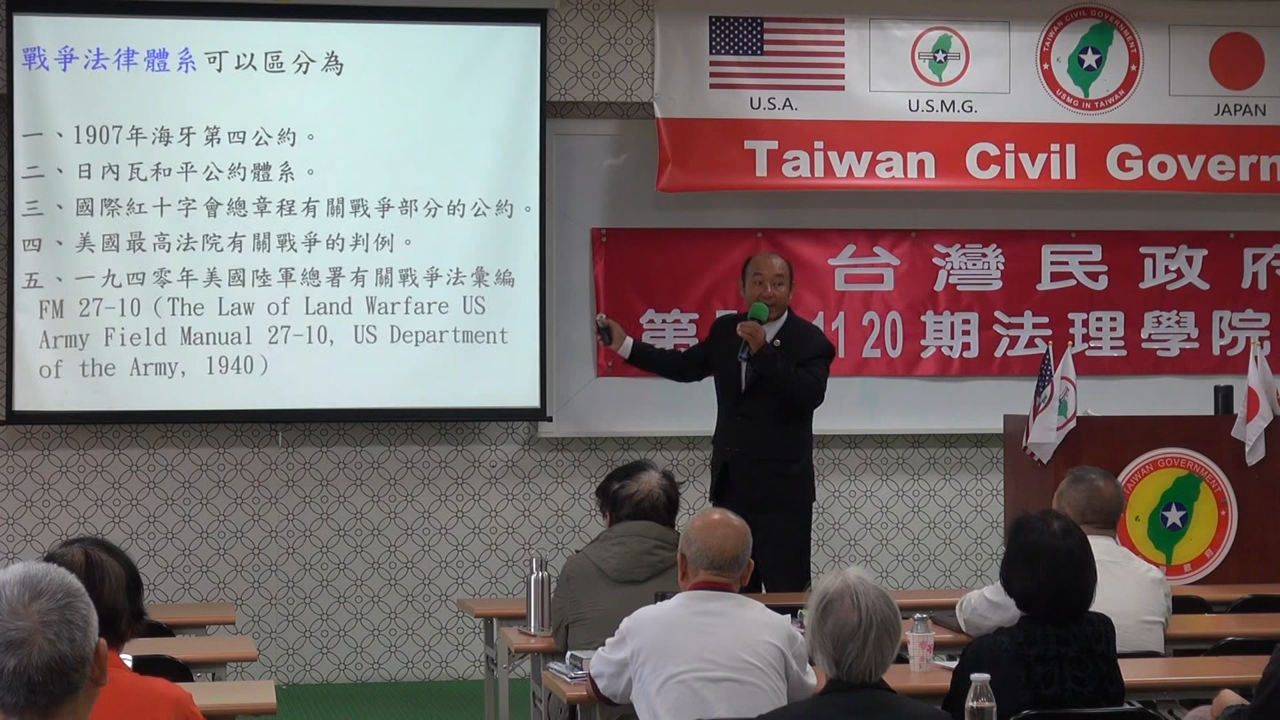 戰爭法律體系可以區分為
一、1907年海牙第四公約。
二、日內瓦和平公約體系。
三、國際紅十字會總章程有關戰爭部分的公約。
四、美國最高法院有關戰爭的判例。
五、一九四零年美國陸軍總署有關戰爭法彙編
FM 27-10（The Law of Land Warfare US
Army Field Manual 27-10, US Department
of the Army, 1940）
U.S.A.
U.S.M.G.
TAIWAN CIVIL GOVERNMENT
USMG IN TAIWAN
JAPAN
Taiwan Civil Govern
台灣民政府
第 1120期法理學院
TAIWAN GOVERNMENT